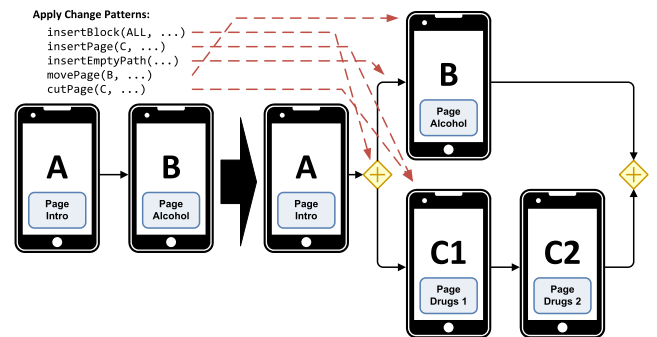 Apply Change Patterns:
insertBlock(ALL, ...)
insertPage(C, ...)
insertEmptyPath(...)
movePage(B, ...)
cutPage(C, ...)
B
Page
Alcohol
A
Page
Intro
B
Page
Alcohol
A
Page
Intro
C1
Page
Drugs 1
C2
Page
Drugs 2